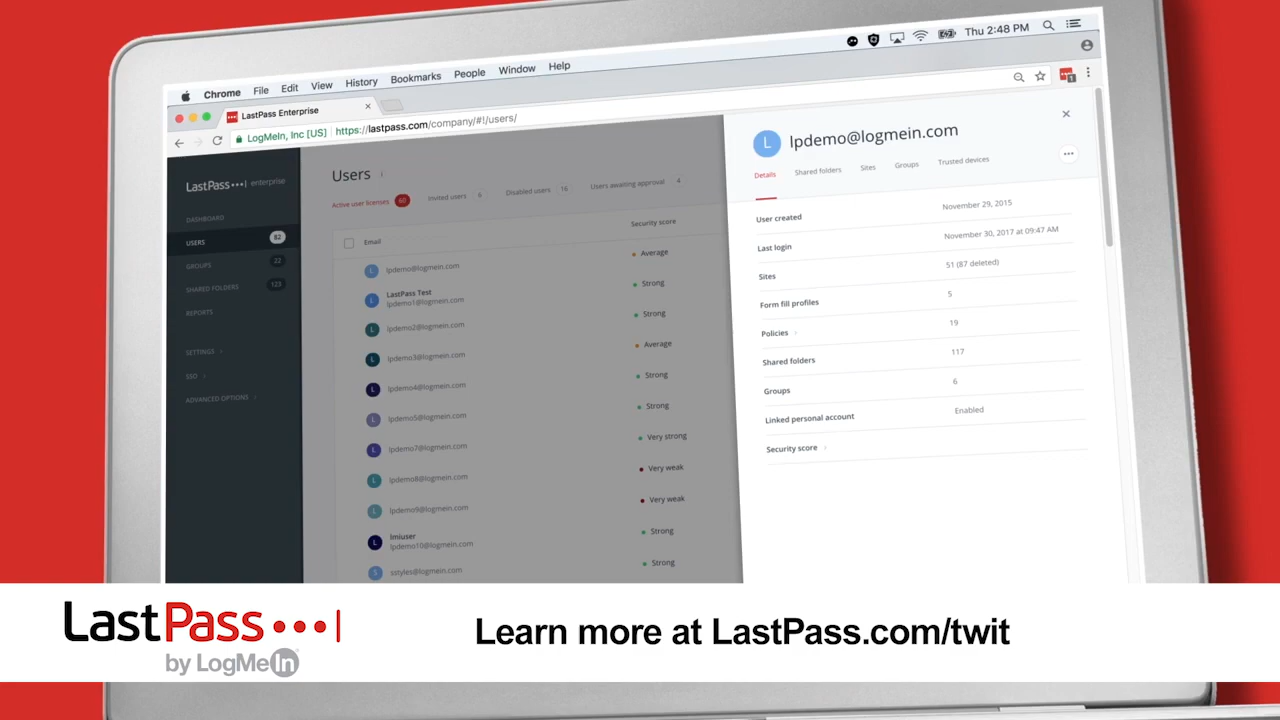 Chrome File Edit View History Bookmarks People Window Help Thu 2:48 PM
LastPass Enterprise
LogMeIn, Inc [US] https://lastpass.com/company/#!/users/
LastPass •••| enterprise
DASHBOARD
USERS 82
GROUPS 22
SHARED FOLDERS 123
REPORTS
SETTINGS
SSO
ADVANCED OPTIONS
Users
Active user licenses 60 Invited users 6 Disabled users 16 Users awaiting approval 4
Email Security score
L lpdemo@logmein.com Average
L LastPass Test
lpdemo1@logmein.com Strong
L lpdemo2@logmein.com Strong
L lpdemo3@logmein.com Average
L lpdemo4@logmein.com Strong
L lpdemo5@logmein.com Strong
L lpdemo7@logmein.com Very strong
L lpdemo8@logmein.com Very weak
L lpdemo9@logmein.com Very weak
L lmiuser
lpdemo10@logmein.com Strong
S sstyles@logmein.com Strong
L lpdemo@logmein.com
Details Shared folders Sites Groups Trusted devices
User created November 29, 2015
Last login November 30, 2017 at 09:47 AM
Sites 51 (87 deleted)
Form fill profiles 5
Policies 19
Shared folders 117
Groups 6
Linked personal account Enabled
Security score
LastPass •••|
by LogMeIn
Learn more at LastPass.com/twit